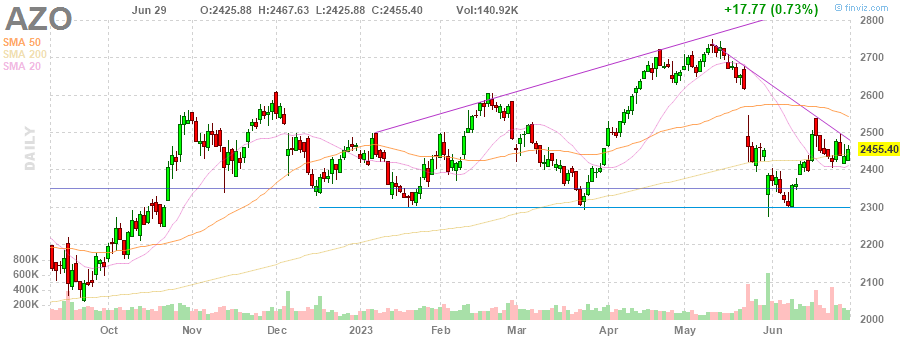 AZO
Jun 29 O:2425.88 H:2467.63 L:2425.88 C:2455.40 Vol:140.92K +17.77 (0.73%)
© finviz.com
SMA 50
SMA 200
SMA 20
DAILY
2800
2700
2600
2500
2455.40
2400
2300
2200
2100
2000
800K
600K
400K
200K
Oct Nov Dec 2023 Feb Mar Apr May Jun